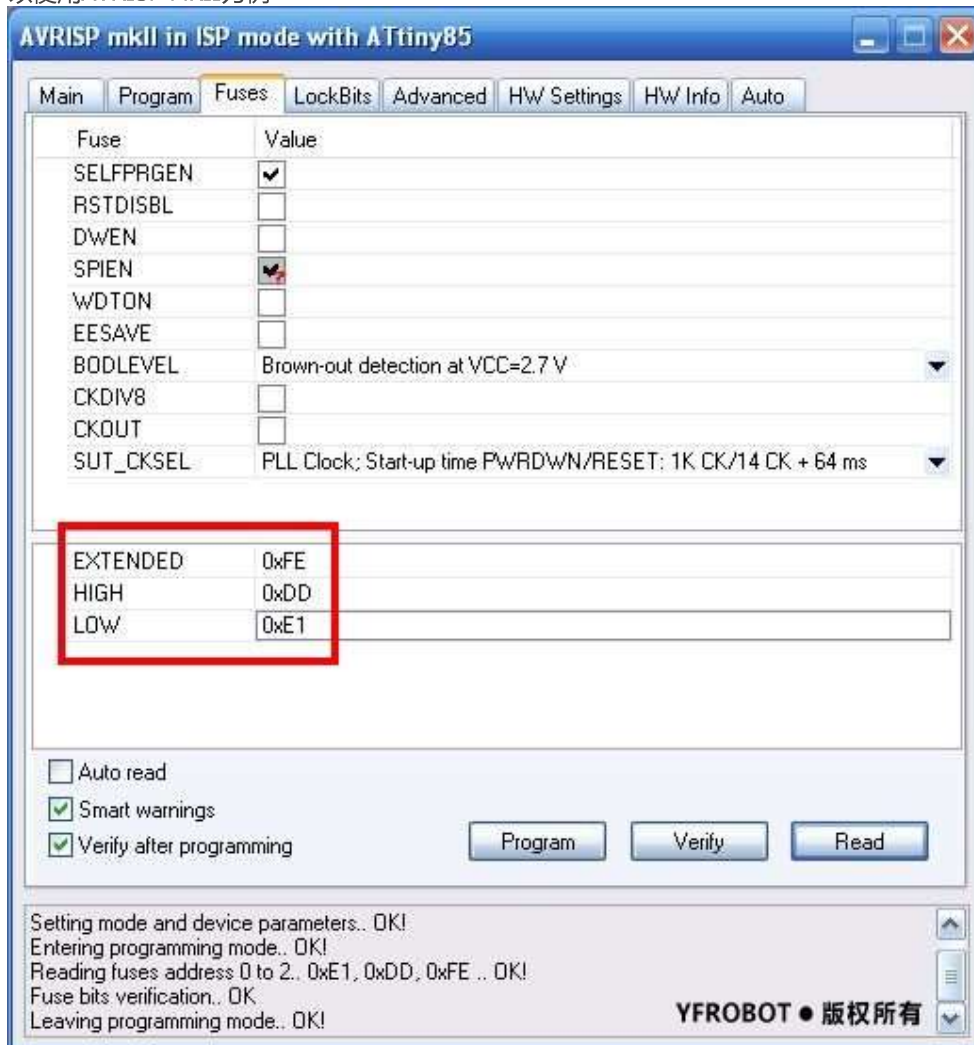 AVRISP mkII in ISP mode with ATtiny85
Main Program Fuses LockBits Advanced HW Settings HW Info Auto
Fuse Value
SELFPRGEN
RSTDISBL
DWEN
SPIEN
WDTON
EESAVE
BODLEVEL Brown-out detection at VCC=2.7 V
CKDIV8
CKOUT
SUT_CKSEL PLL Clock; Start-up time PWRDWN/RESET: 1K CK/14 CK + 64 ms
EXTENDED 0xFE
HIGH 0xDD
LOW 0xE1
Auto read
Smart warnings
Verify after programming
Program Verify Read
Setting mode and device parameters.. OK!
Entering programming mode.. OK!
Reading fuses address 0 to 2.. 0xE1, 0xDD, 0xFE .. OK!
Fuse bits verification.. OK
Leaving programming mode.. OK!
YFROBOT ● 版权所有